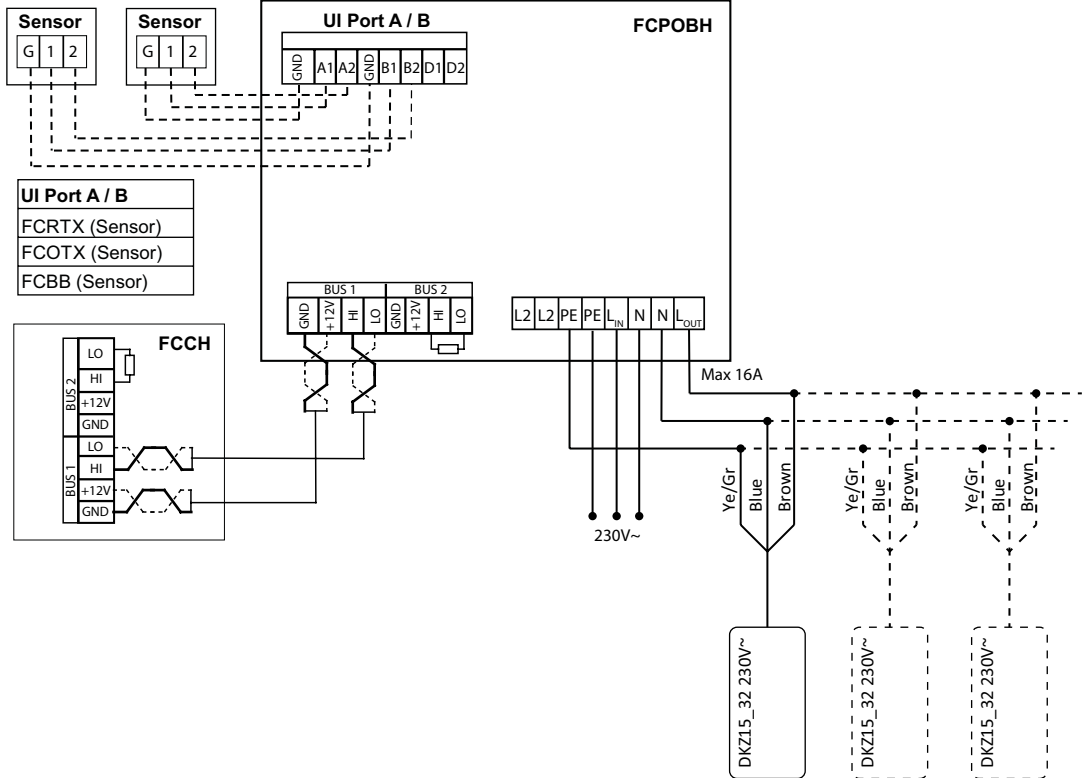 Sensor
G 1 2
Sensor
G 1 2
UI Port A / B
GND A1 A2 GND B1 B2 D1 D2
FCPOBH
UI Port A / B
FCRTX (Sensor)
FCOTX (Sensor)
FCBB (Sensor)
BUS 1 BUS 2
GND +12V HI LO GND +12V HI LO
L2 L2 PE PE LIN N N LOUT
Max 16A
FCCH
BUS 2
LO
HI
+12V
GND
BUS 1
LO
HI
+12V
GND
230V~
Ye/Gr Blue Brown
Ye/Gr Blue Brown
Ye/Gr Blue Brown
DKZ15_32 230V~
DKZ15_32 230V~
DKZ15_32 230V~